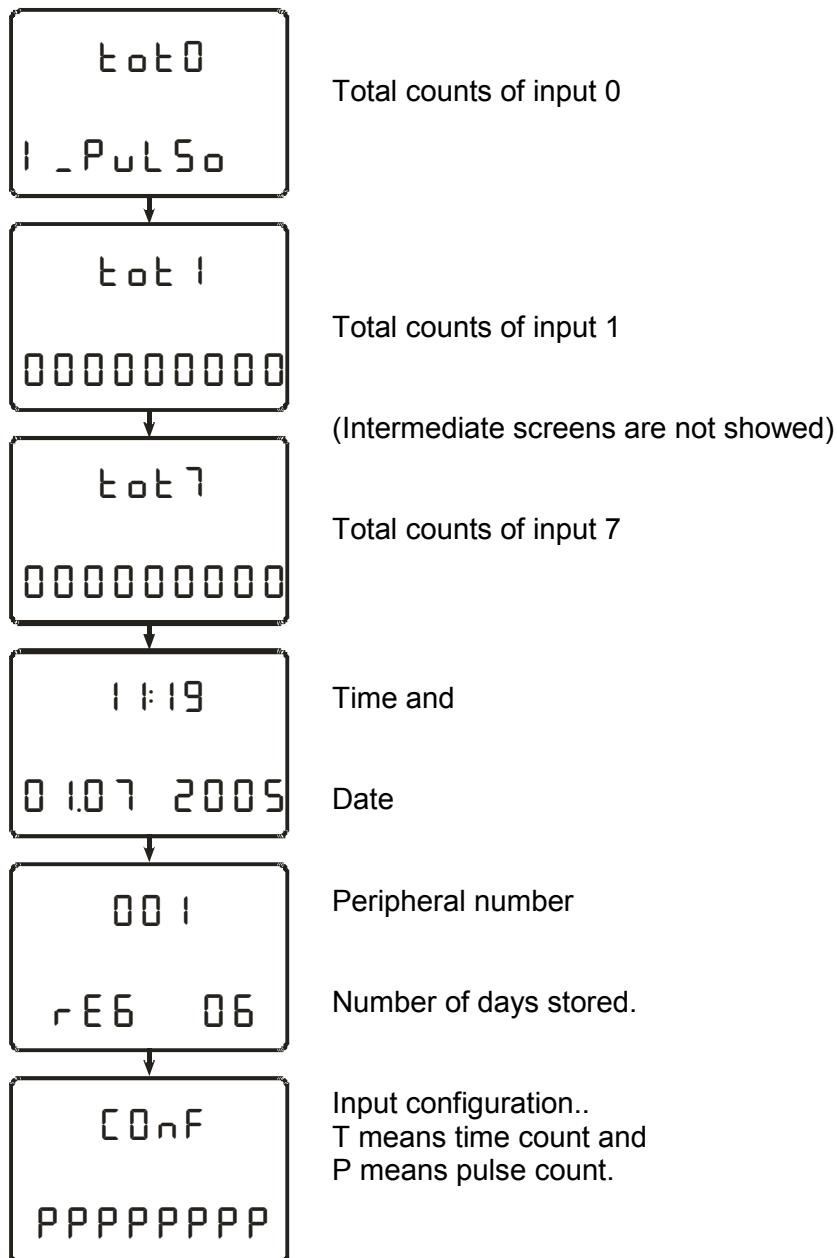 tot0
Total counts of input 0
1_PuLSo
tot1
Total counts of input 1
000000000
(Intermediate screens are not showed)
tot7
Total counts of input 7
000000000
11:19
Time and
01.07 2005
Date
001
Peripheral number
rEG 06
Number of days stored.
COnF
Input configuration..
T means time count and
P means pulse count.
PPPPPPPP